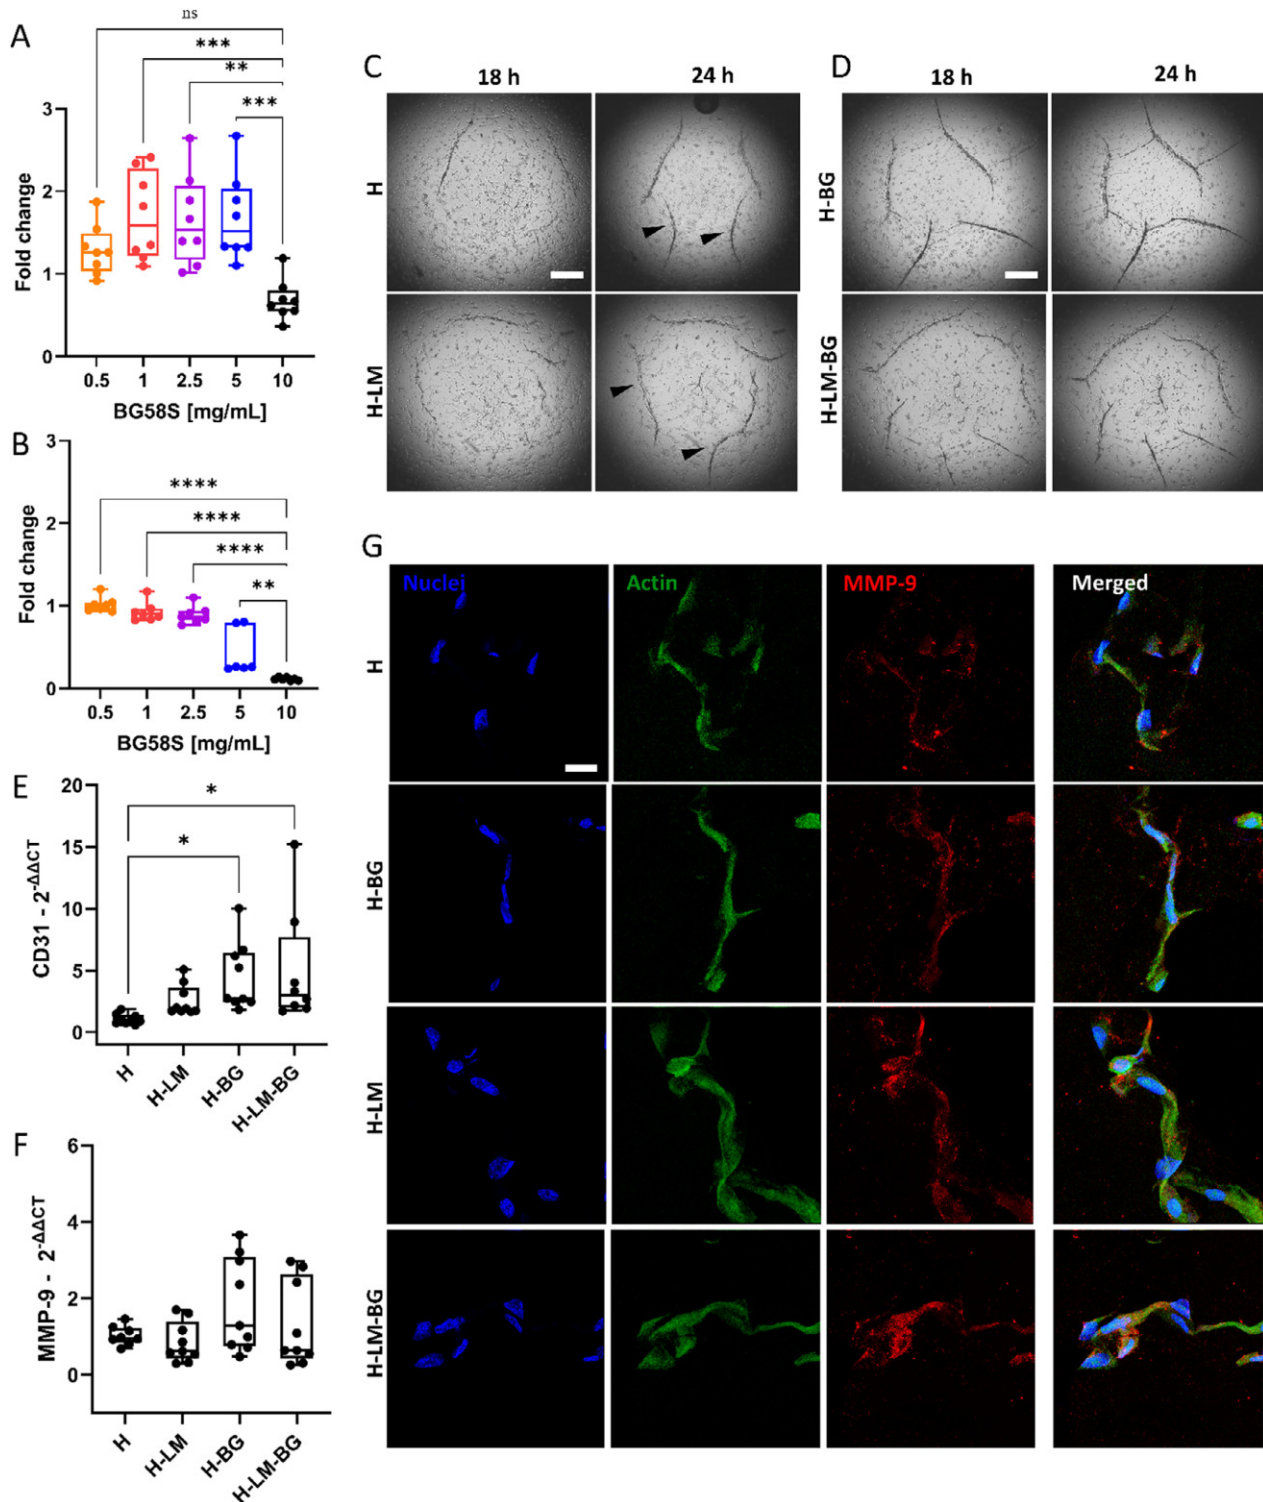 A
ns
***
**
***
3
2
1
0
Fold change
0.5 1 2.5 5 10
BG58S [mg/mL]
B
****
****
****
**
3
2
1
0
Fold change
0.5 1 2.5 5 10
BG58S [mg/mL]
C
18 h 24 h
H
H-LM
D
18 h 24 h
H-BG
H-LM-BG
E
*
*
20
15
10
5
0
CD31 - 2^-ΔΔCT
H H-LM H-BG H-LM-BG
F
6
4
2
0
MMP-9 - 2^-ΔΔCT
H H-LM H-BG H-LM-BG
G
Nuclei Actin MMP-9 Merged
H
H-BG
H-LM
H-LM-BG